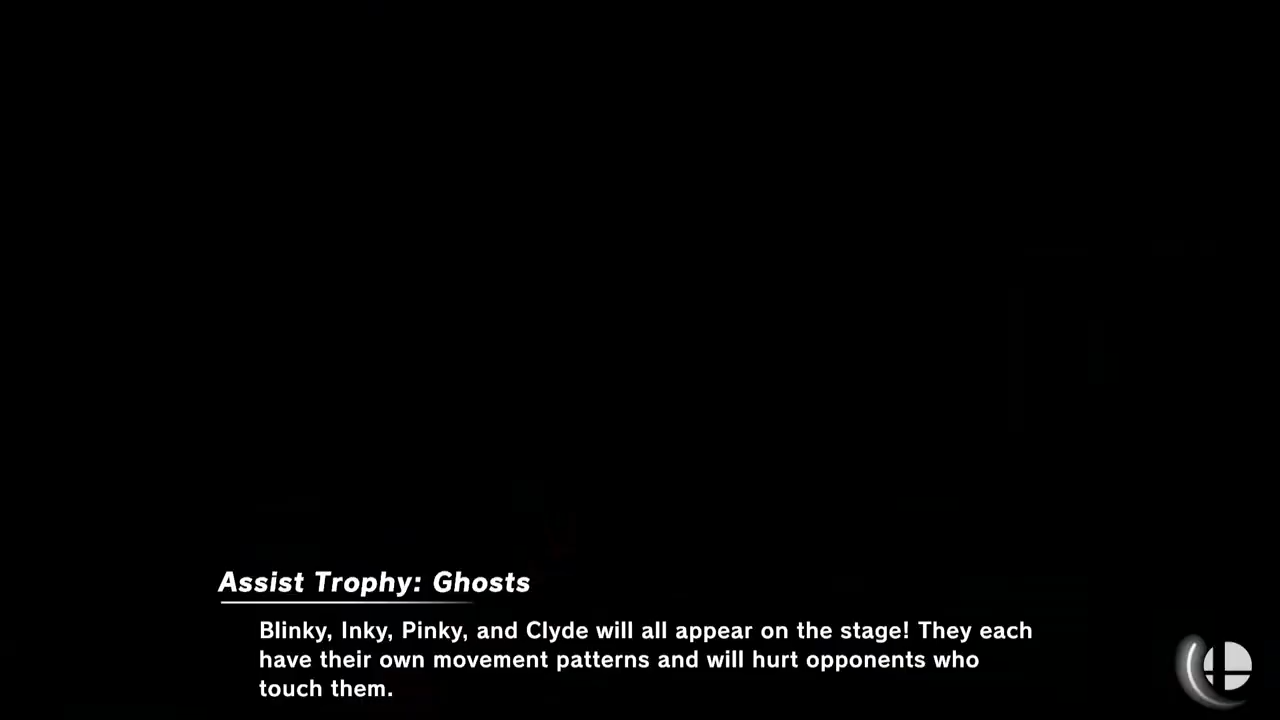 Assist Trophy: Ghosts
Blinky, Inky, Pinky, and Clyde will all appear on the stage! They each
have their own movement patterns and will hurt opponents who
touch them.